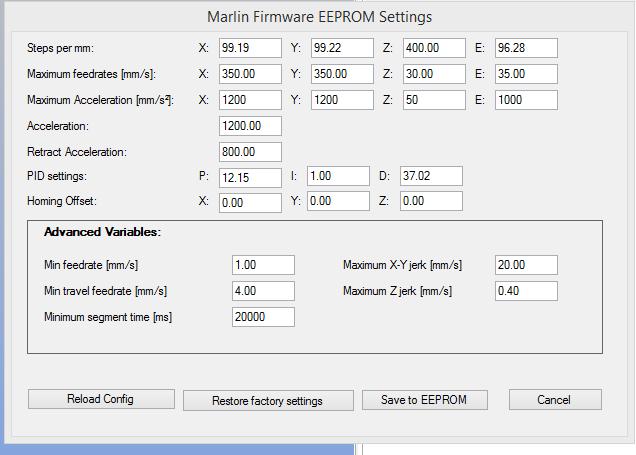 Marlin Firmware EEPROM Settings
Steps per mm: X: 99.19 Y: 99.22 Z: 400.00 E: 96.28
Maximum feedrates [mm/s]: X: 350.00 Y: 350.00 Z: 30.00 E: 35.00
Maximum Acceleration [mm/s²]: X: 1200 Y: 1200 Z: 50 E: 1000
Acceleration: 1200.00
Retract Acceleration: 800.00
PID settings: P: 12.15 I: 1.00 D: 37.02
Homing Offset: X: 0.00 Y: 0.00 Z: 0.00
Advanced Variables:
Min feedrate [mm/s] 1.00 Maximum X-Y jerk [mm/s] 20.00
Min travel feedrate [mm/s] 4.00 Maximum Z jerk [mm/s] 0.40
Minimum segment time [ms] 20000
Reload Config Restore factory settings Save to EEPROM Cancel